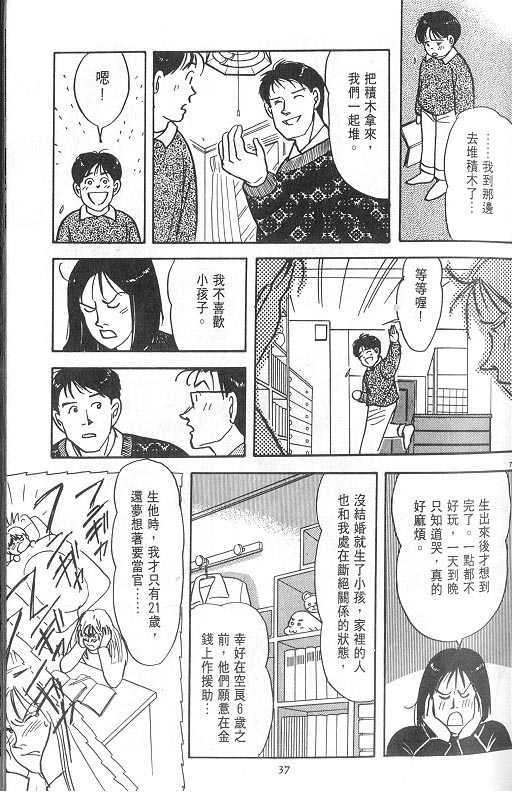 ……我到那邊
去堆積木了…
把積木拿來，
我們一起堆。
嗯！
等等喔！
我不喜歡
小孩子。
生出來後才想到
完了。一點都不
好玩，一天到晚
只知道哭，真的
好麻煩。
沒結婚就生了小孩，家裡的人
也和我處在斷絕關係的狀態，
幸好在空良6歲之
前，他們願意在金
錢上作援助…
生他時，我才只有21歲，
還夢想著要當官……
37